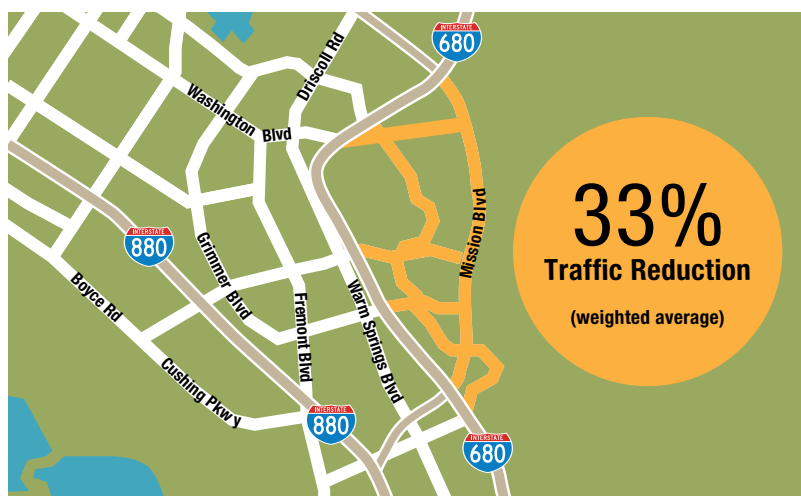 INTERSTATE
680
Driscoll Rd
Washington Blvd
33%
Traffic Reduction
(weighted average)
Mission Blvd
INTERSTATE
880
Grimmer Blvd
Boyce Rd
Fremont Blvd
Warm Springs Blvd
Cushing Pkwy
INTERSTATE
880
INTERSTATE
680